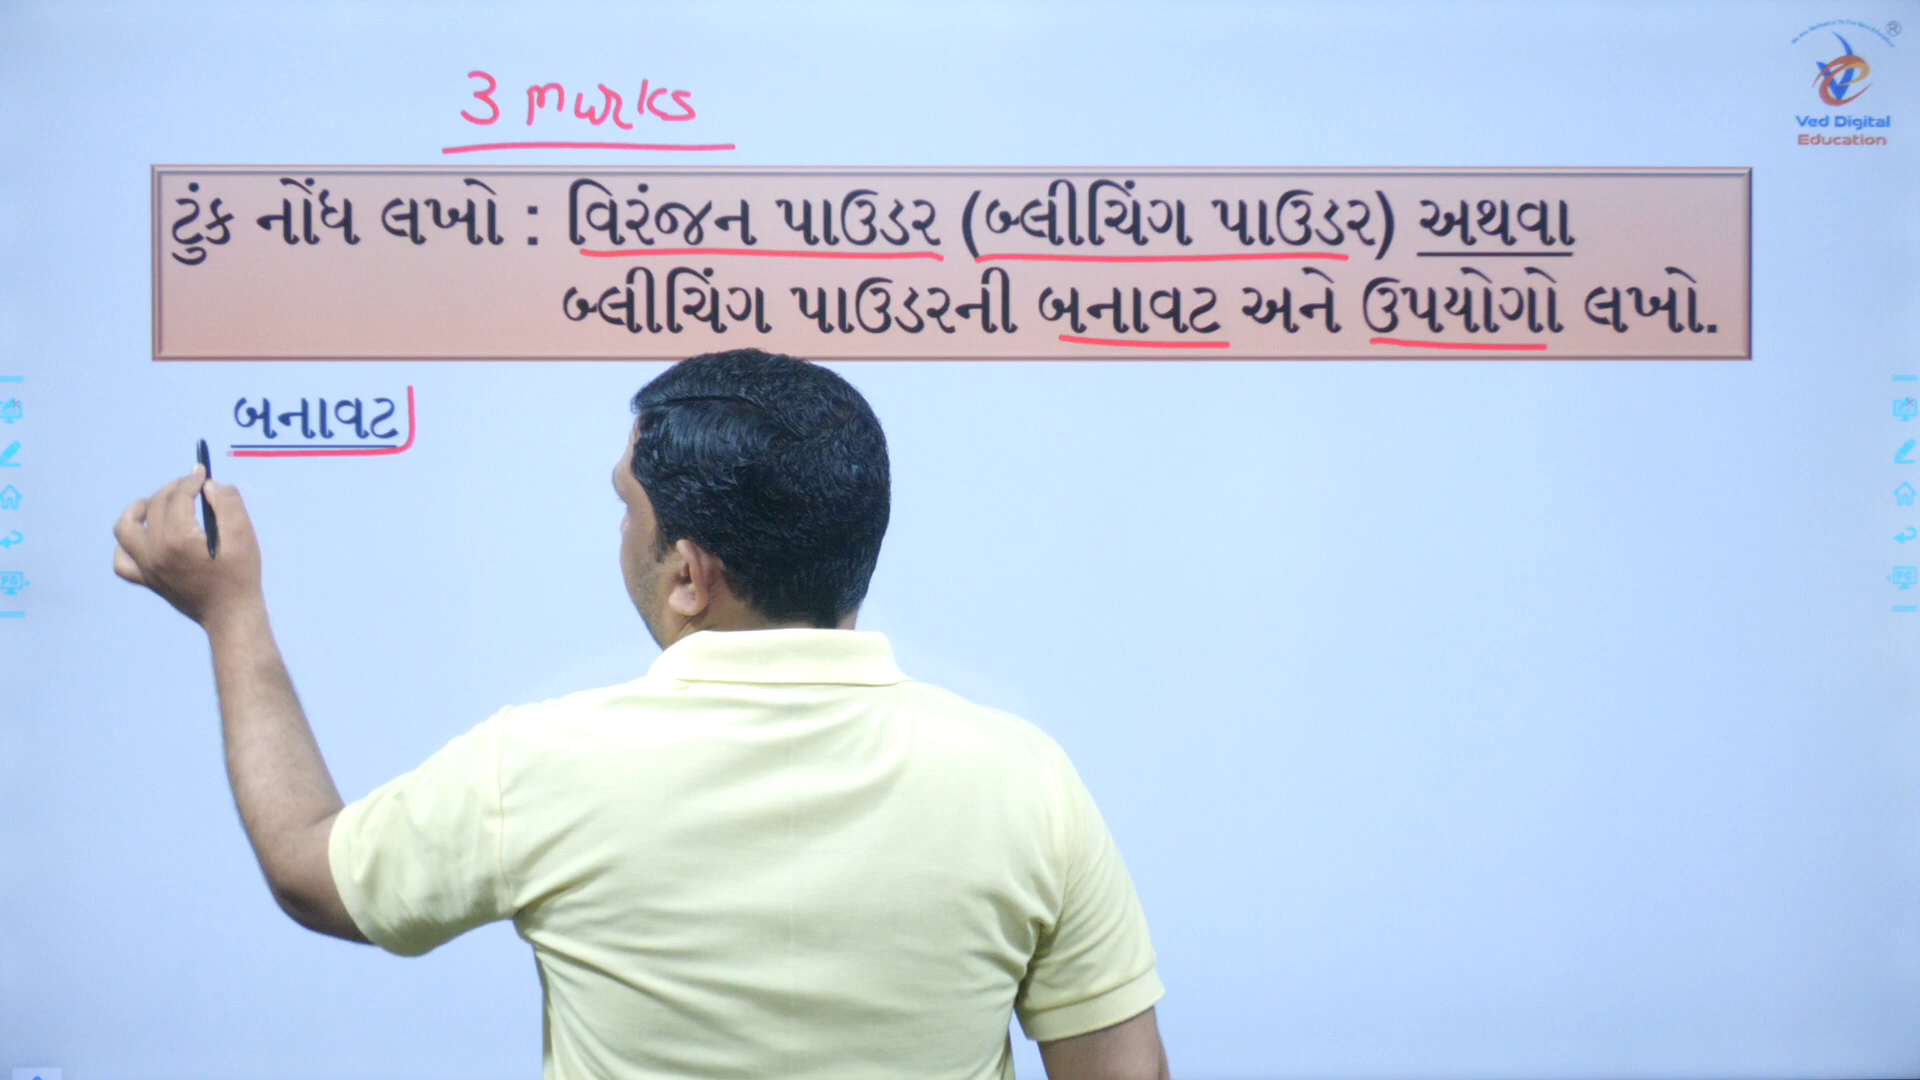 3 marks
ટુંક નોંધ લખો : વિરંજન પાઉડર (બ્લીચિંગ પાઉડર) અથવા
બ્લીચિંગ પાઉડરની બનાવટ અને ઉપયોગો લખો.
બનાવટ
Ved Digital
Education